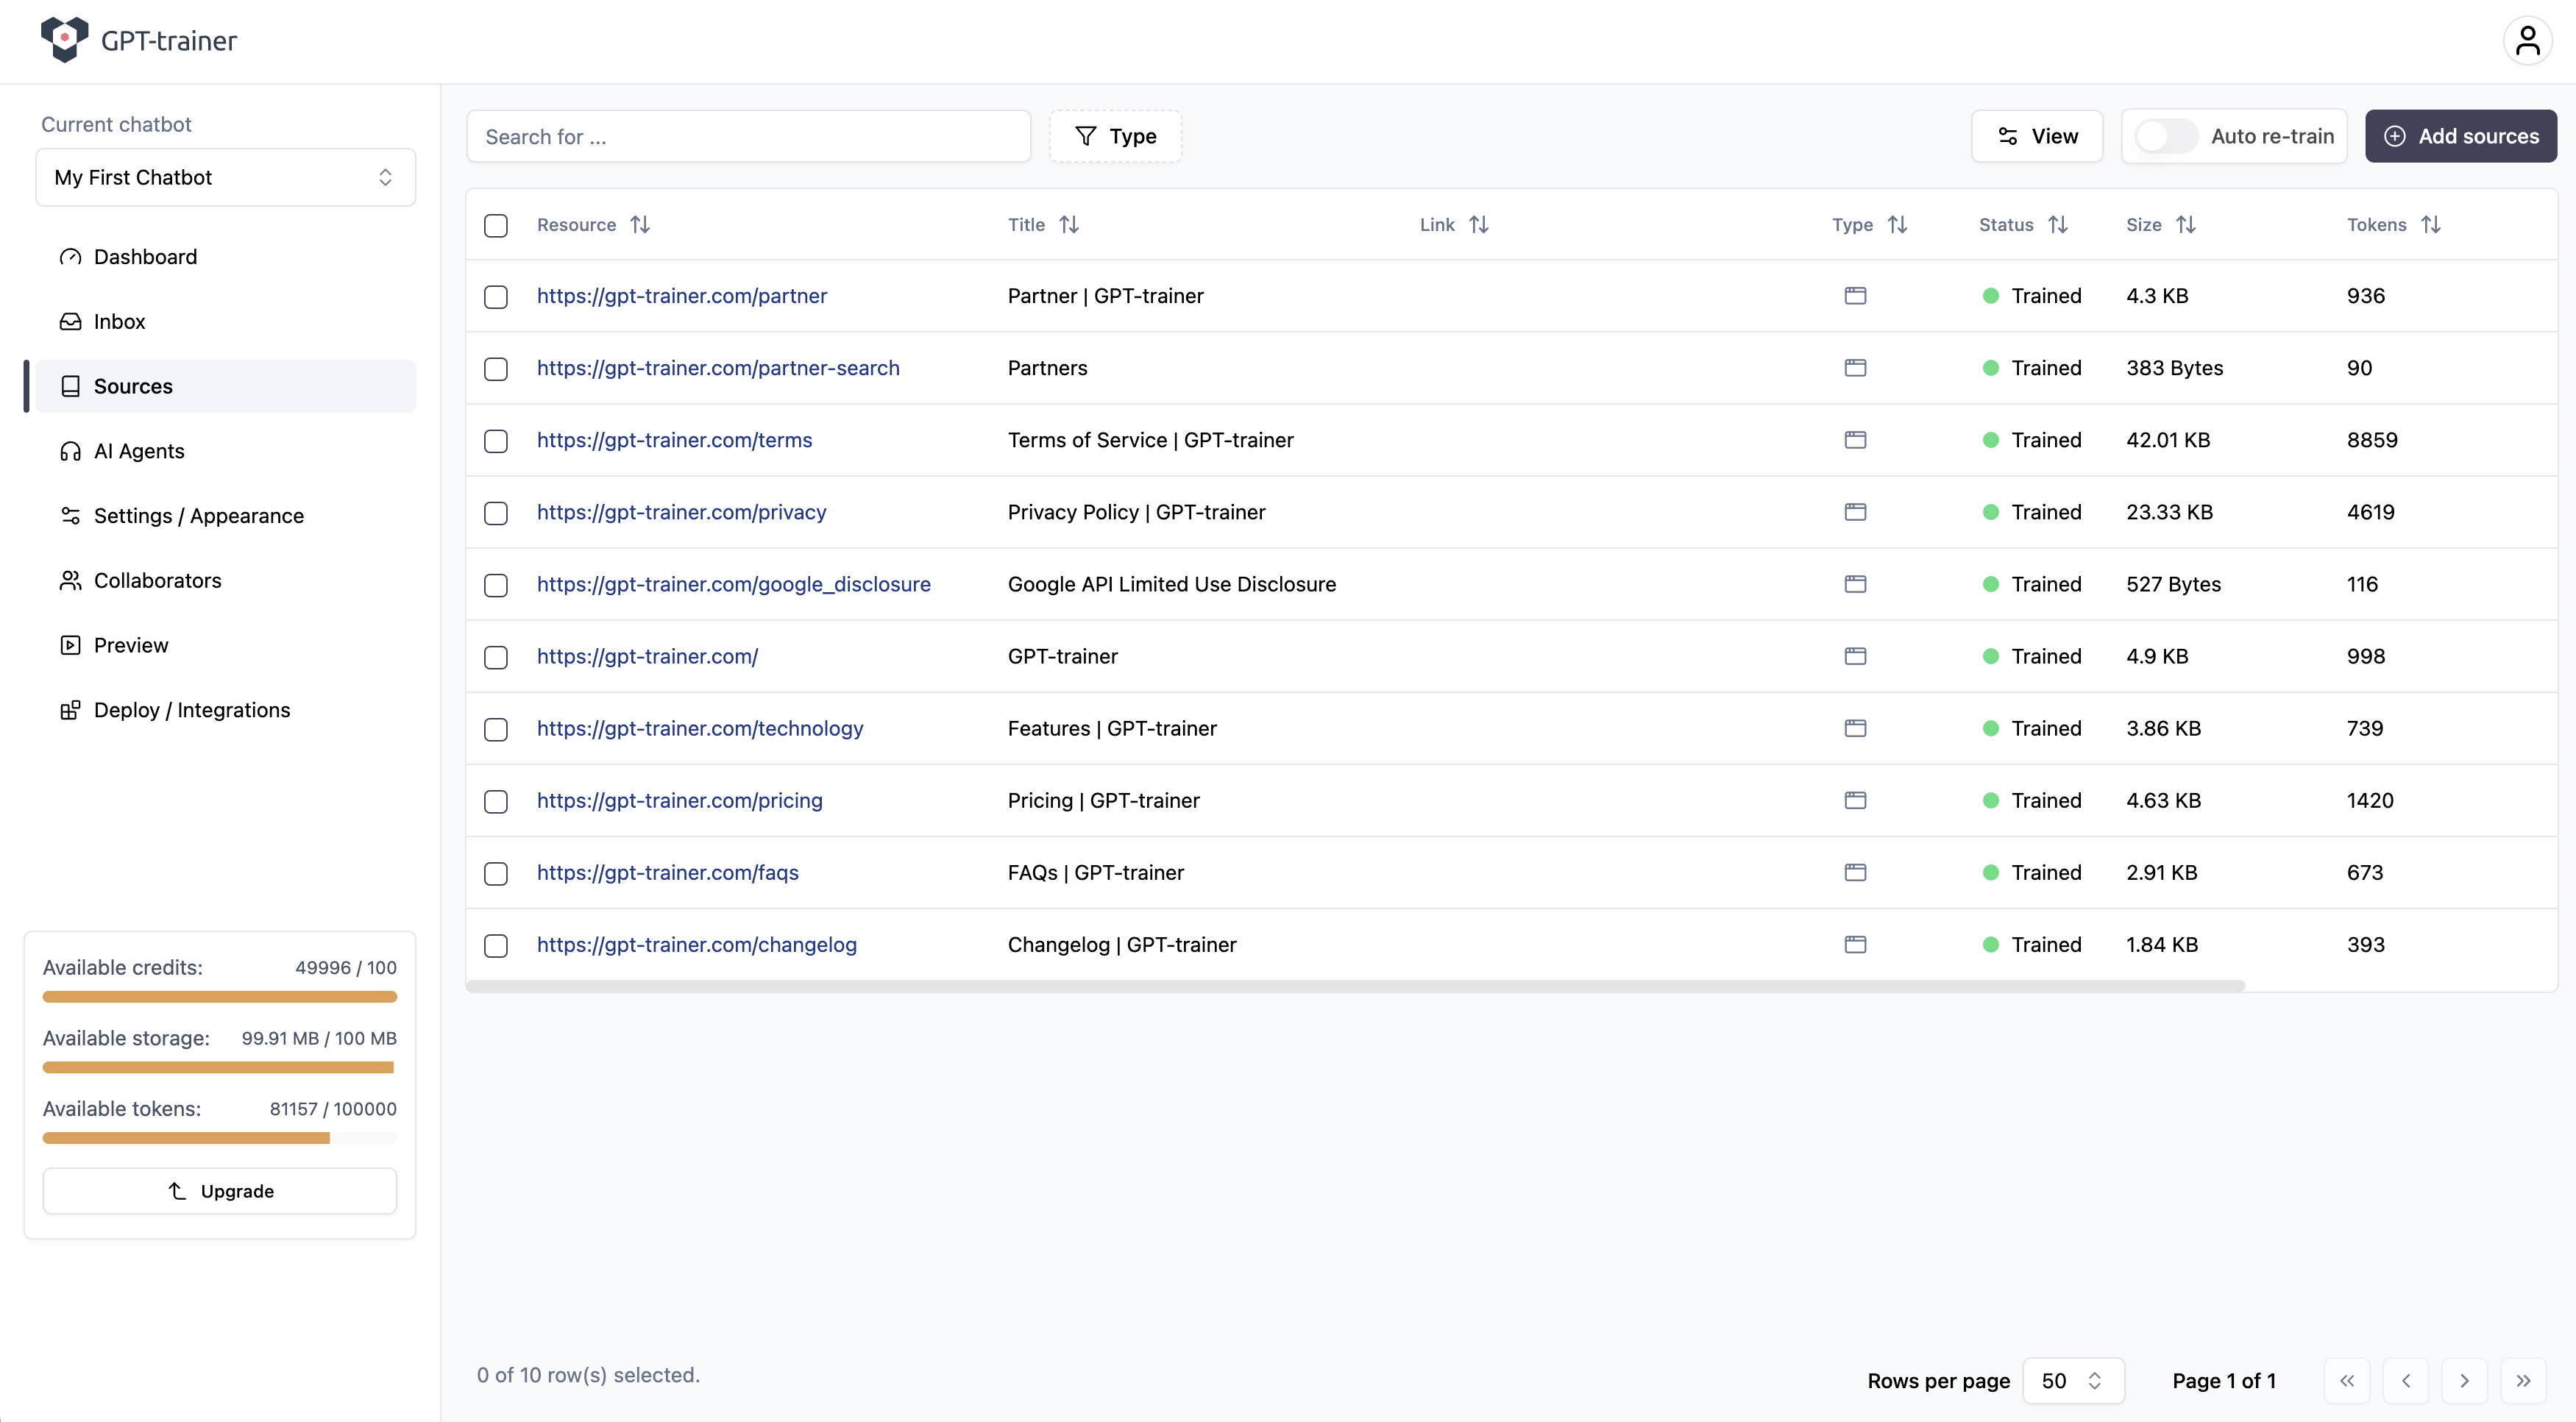 GPT-trainer
Current chatbot
My First Chatbot
Dashboard
Inbox
Sources
AI Agents
Settings / Appearance
Collaborators
Preview
Deploy / Integrations
Available credits: 49996 / 100
Available storage: 99.91 MB / 100 MB
Available tokens: 81157 / 100000
Upgrade
Search for ... Type View Auto re-train Add sources
Resource Title Link Type Status Size Tokens
https://gpt-trainer.com/partner Partner | GPT-trainer Trained 4.3 KB 936
https://gpt-trainer.com/partner-search Partners Trained 383 Bytes 90
https://gpt-trainer.com/terms Terms of Service | GPT-trainer Trained 42.01 KB 8859
https://gpt-trainer.com/privacy Privacy Policy | GPT-trainer Trained 23.33 KB 4619
https://gpt-trainer.com/google_disclosure Google API Limited Use Disclosure Trained 527 Bytes 116
https://gpt-trainer.com/ GPT-trainer Trained 4.9 KB 998
https://gpt-trainer.com/technology Features | GPT-trainer Trained 3.86 KB 739
https://gpt-trainer.com/pricing Pricing | GPT-trainer Trained 4.63 KB 1420
https://gpt-trainer.com/faqs FAQs | GPT-trainer Trained 2.91 KB 673
https://gpt-trainer.com/changelog Changelog | GPT-trainer Trained 1.84 KB 393
0 of 10 row(s) selected. Rows per page 50 Page 1 of 1